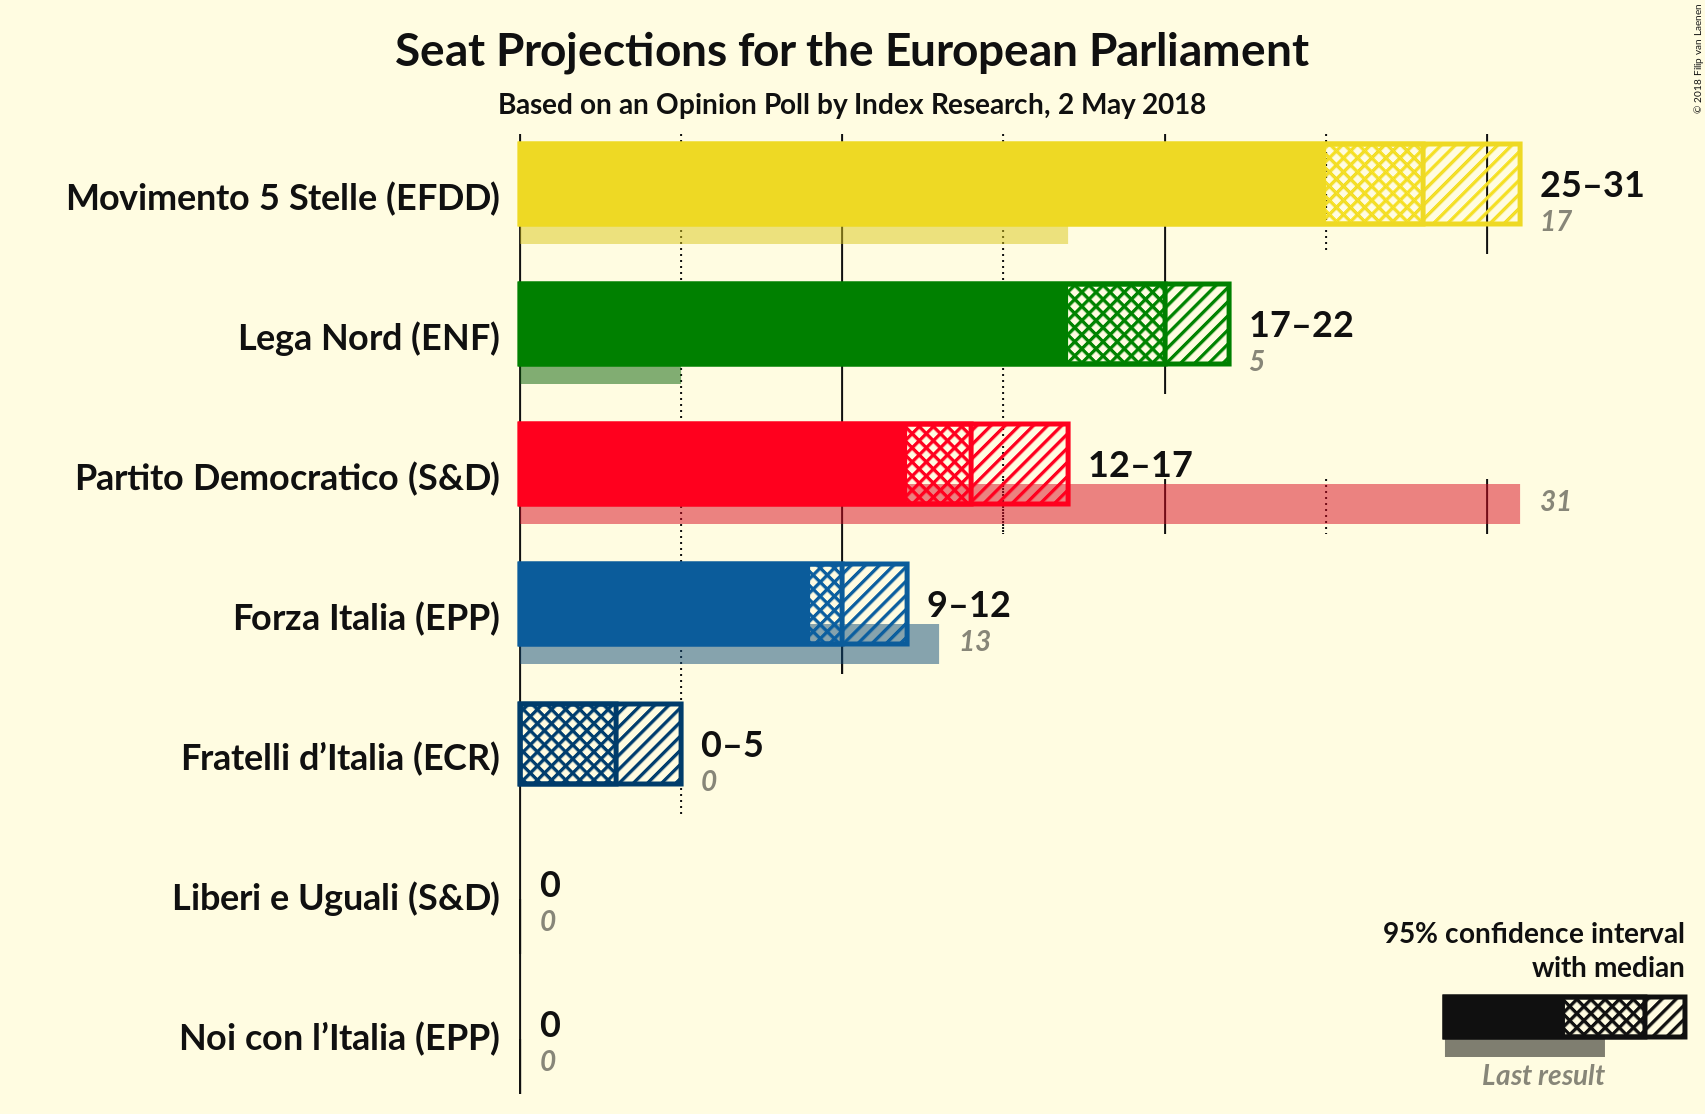 Seat Projections for the European Parliament
Based on an Opinion Poll by Index Research, 2 May 2018
© 2018 Filip van Laenen
Movimento 5 Stelle (EFDD)
25–31
17
Lega Nord (ENF)
17–22
5
Partito Democratico (S&D)
12–17
31
Forza Italia (EPP)
9–12
13
Fratelli d’Italia (ECR)
0–5
0
Liberi e Uguali (S&D)
0
0
Noi con l’Italia (EPP)
0
0
95% confidence interval
with median
Last result